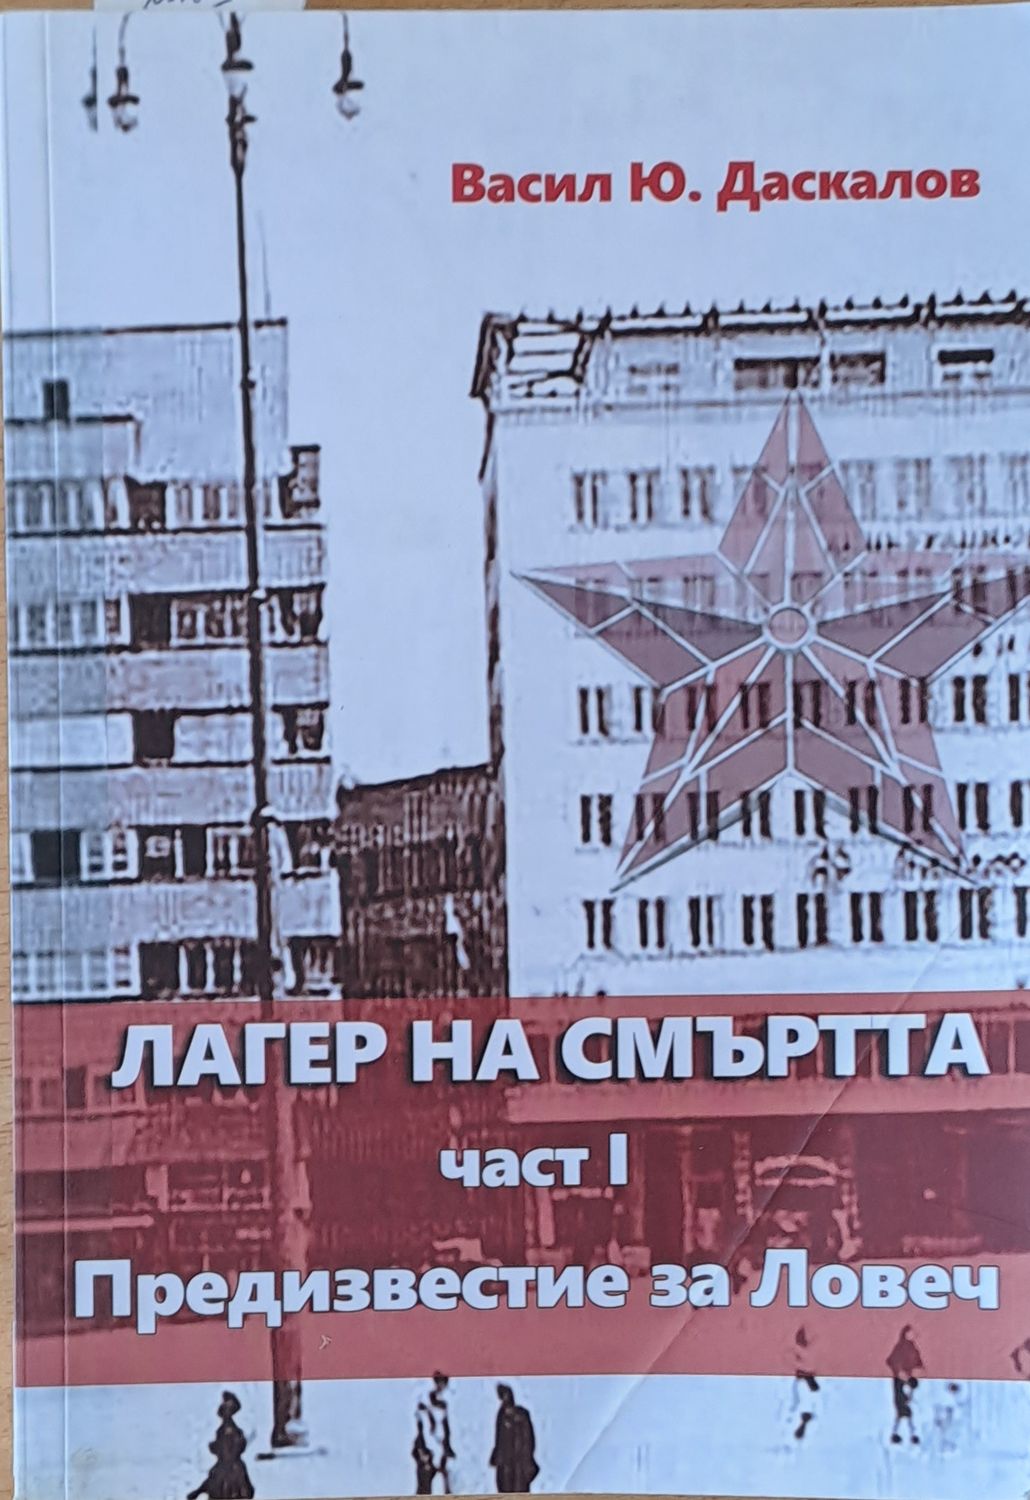 Васил Ю. Даскалов
ЛАГЕР НА СМЪРТТА
част I
Предизвестие за Ловеч